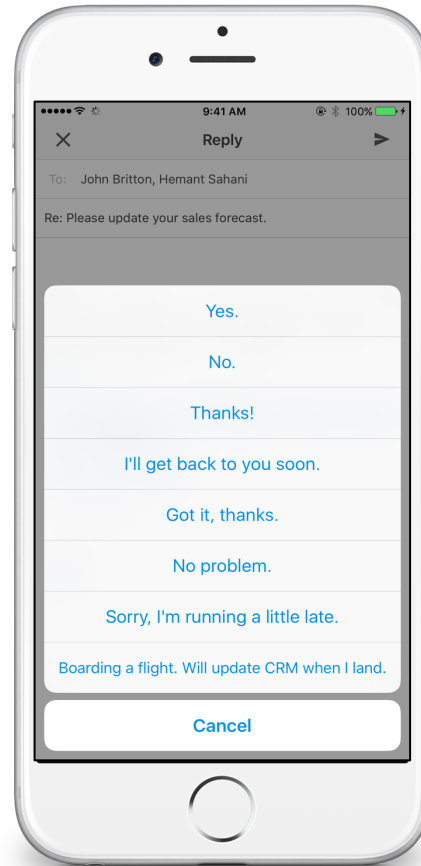 9:41 AM
100%
Reply
To: John Britton, Hemant Sahani
Re: Please update your sales forecast.
Yes.
No.
Thanks!
I'll get back to you soon.
Got it, thanks.
No problem.
Sorry, I'm running a little late.
Boarding a flight. Will update CRM when I land.
Cancel